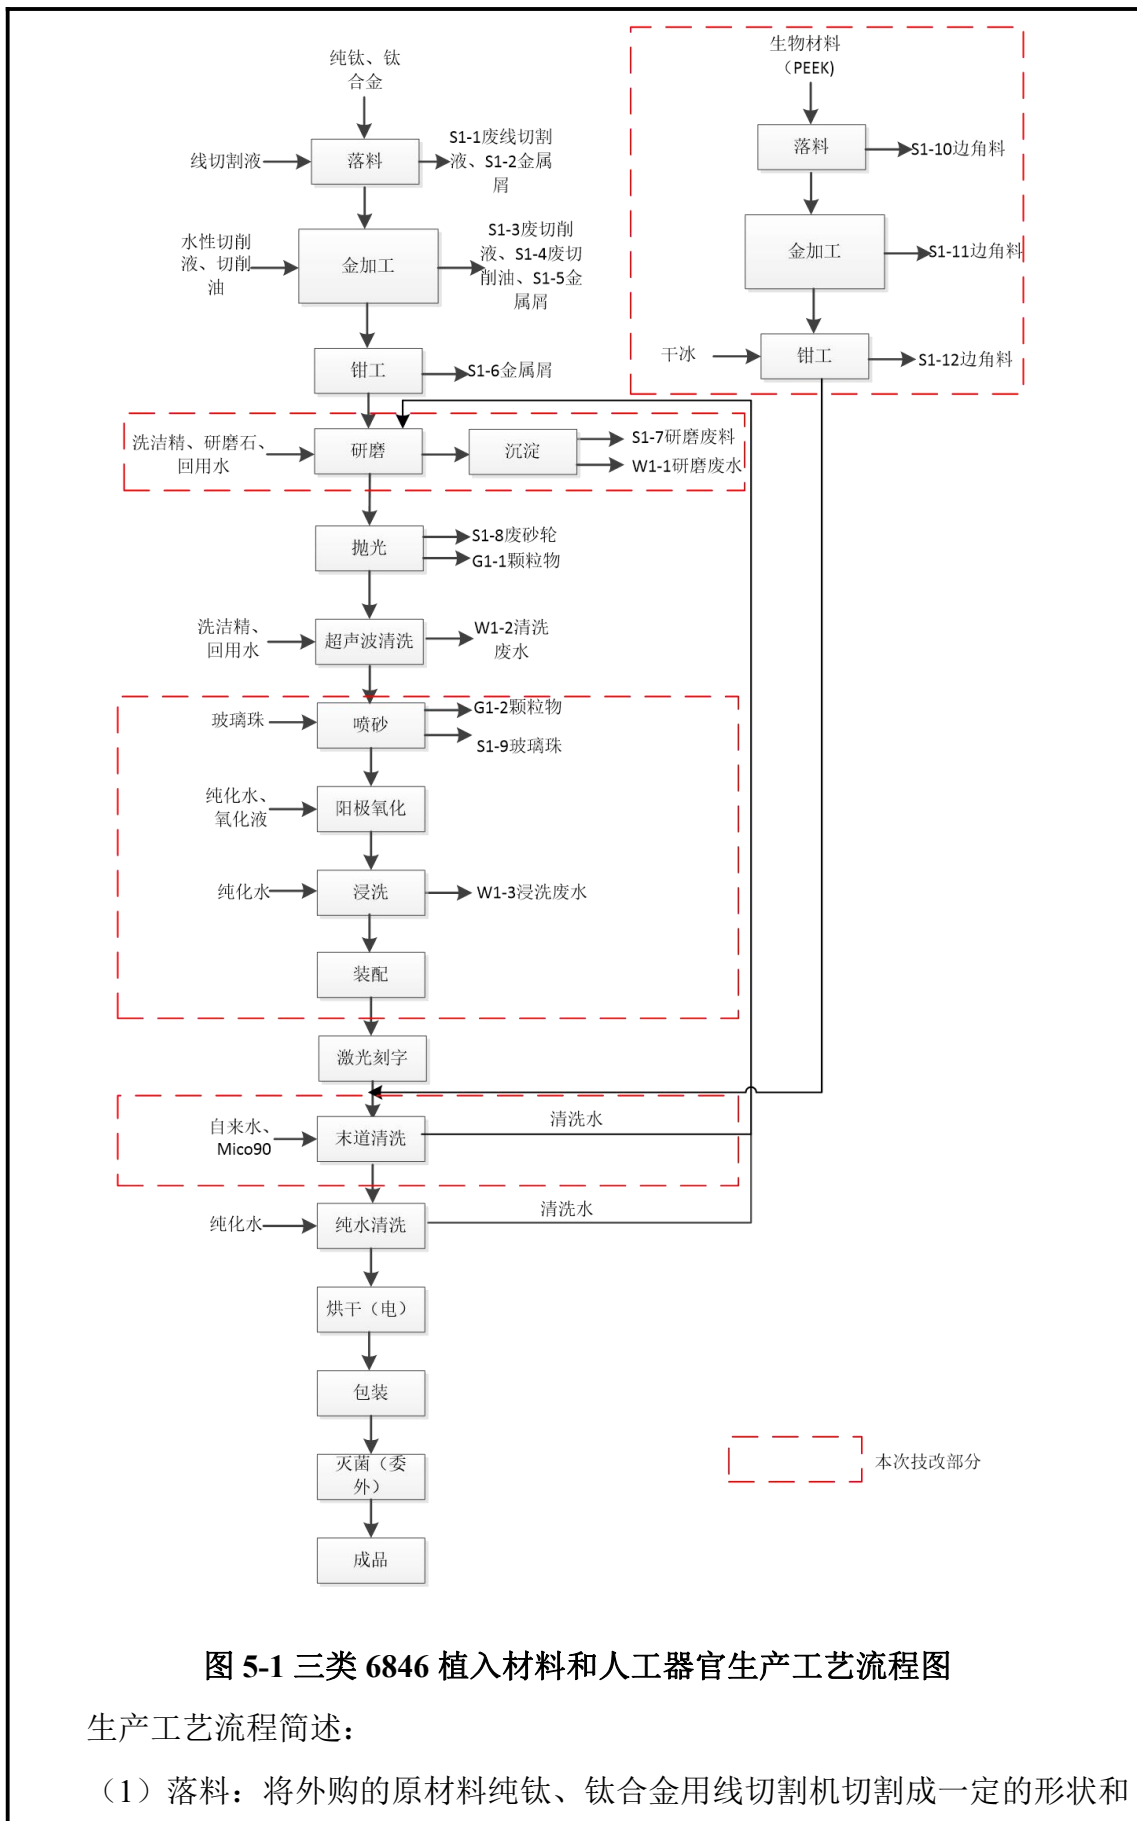 纯钛、钛
合金
线切割液
落料
S1-1废线切割
液、S1-2金属
屑
水性切削
液、切削
油
金加工
S1-3废切削
液、S1-4废切
削油、S1-5金
属屑
钳工
S1-6金属屑
生物材料
（PEEK)
落料
S1-10边角料
金加工
S1-11边角料
干冰
钳工
S1-12边角料
洗洁精、研磨石、
回用水
研磨
沉淀
S1-7研磨废料
W1-1研磨废水
抛光
S1-8废砂轮
G1-1颗粒物
洗洁精、
回用水
超声波清洗
W1-2清洗
废水
玻璃珠
喷砂
G1-2颗粒物
S1-9玻璃珠
纯化水、
氧化液
阳极氧化
纯化水
浸洗
W1-3浸洗废水
装配
激光刻字
自来水、
Mico90
末道清洗
清洗水
纯化水
纯水清洗
清洗水
烘干（电）
包装
灭菌（委
外）
成品
本次技改部分
图 5-1 三类 6846 植入材料和人工器官生产工艺流程图
生产工艺流程简述：
（1）落料：将外购的原材料纯钛、钛合金用线切割机切割成一定的形状和